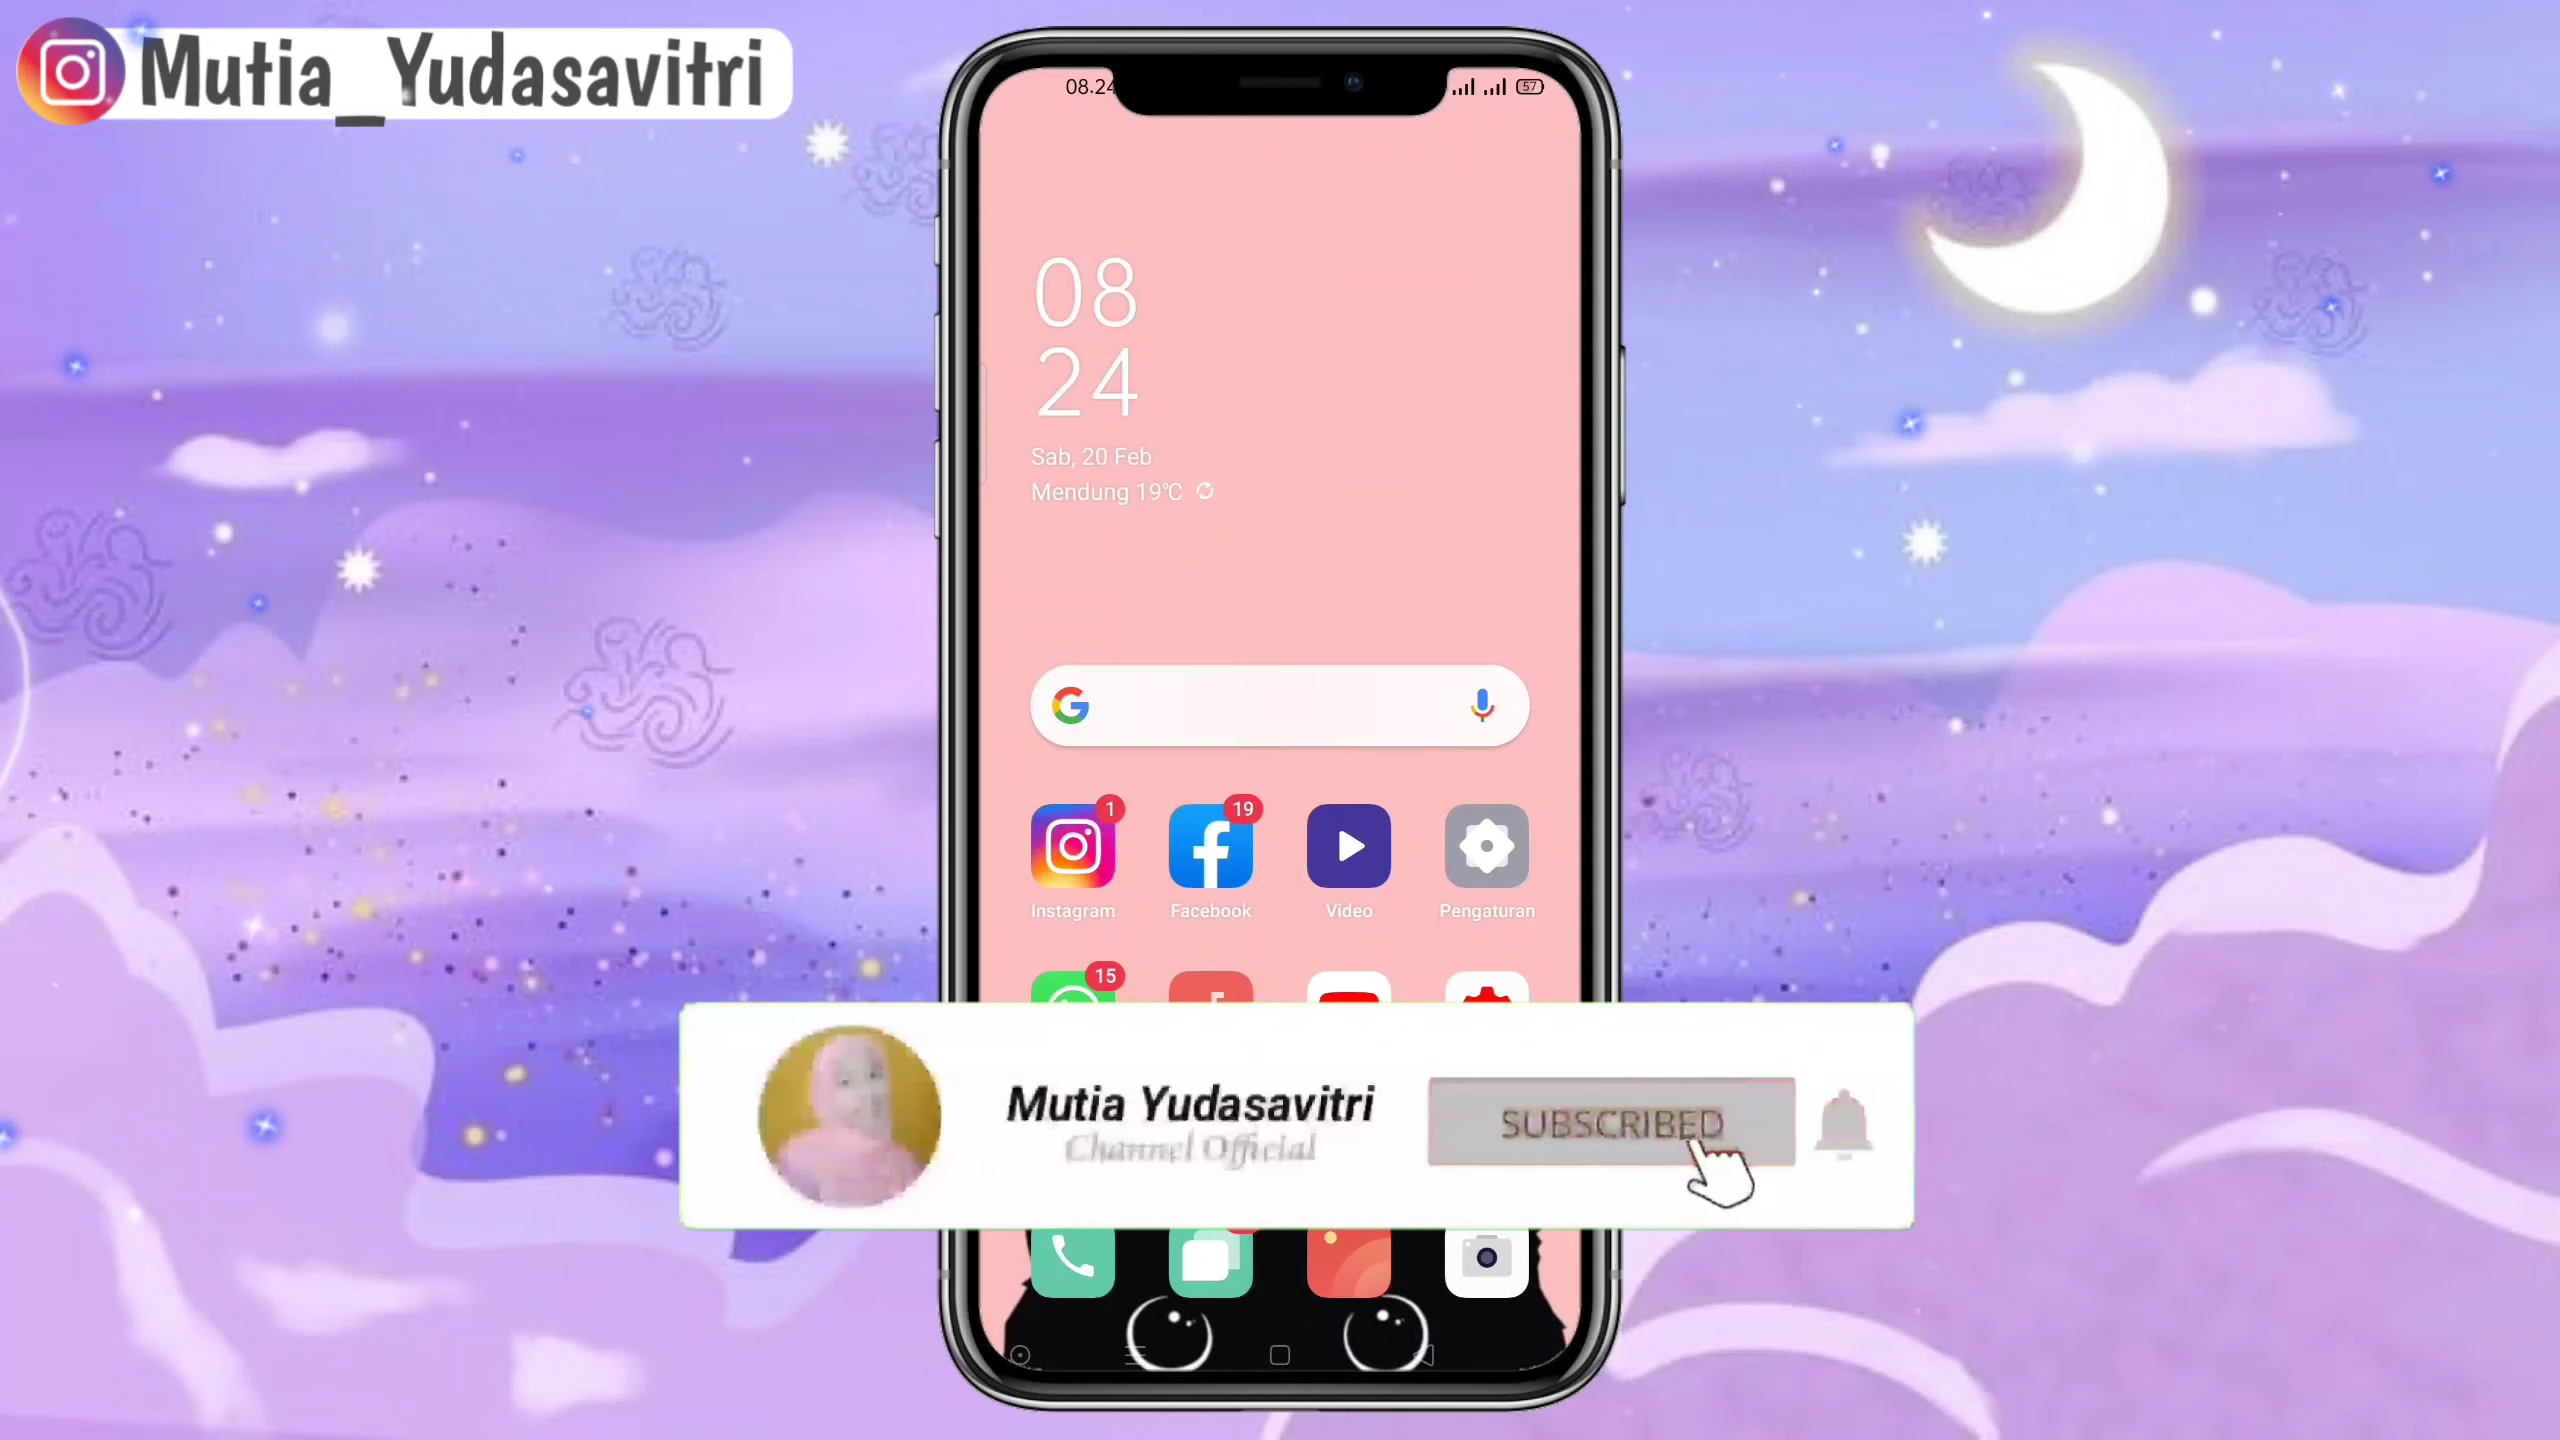 Mutia_Yudasavitri
08.24
57
08
24
Sab, 20 Feb
Mendung 19°C
1
19
Instagram
Facebook
Video
Pengaturan
15
Mutia Yudasavitri
Channel Official
SUBSCRIBED